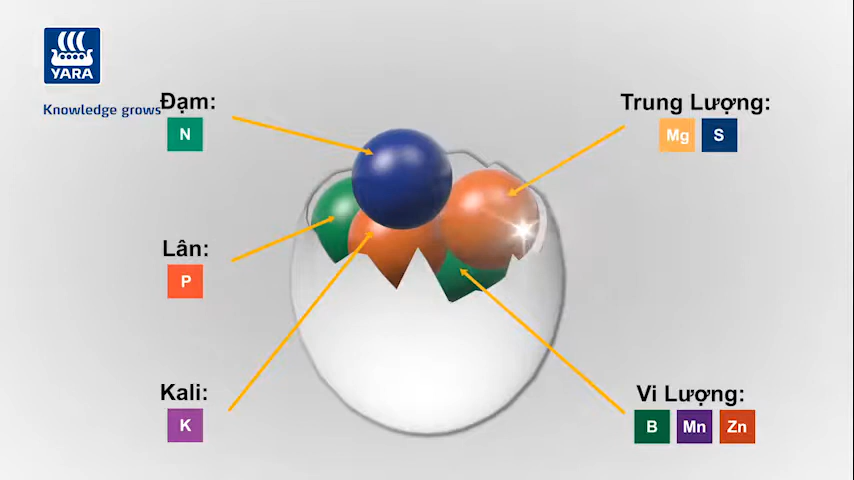 YARA
Knowledge grows
Đạm:
N
Lân:
P
Kali:
K
Trung Lượng:
Mg S
Vi Lượng:
B Mn Zn